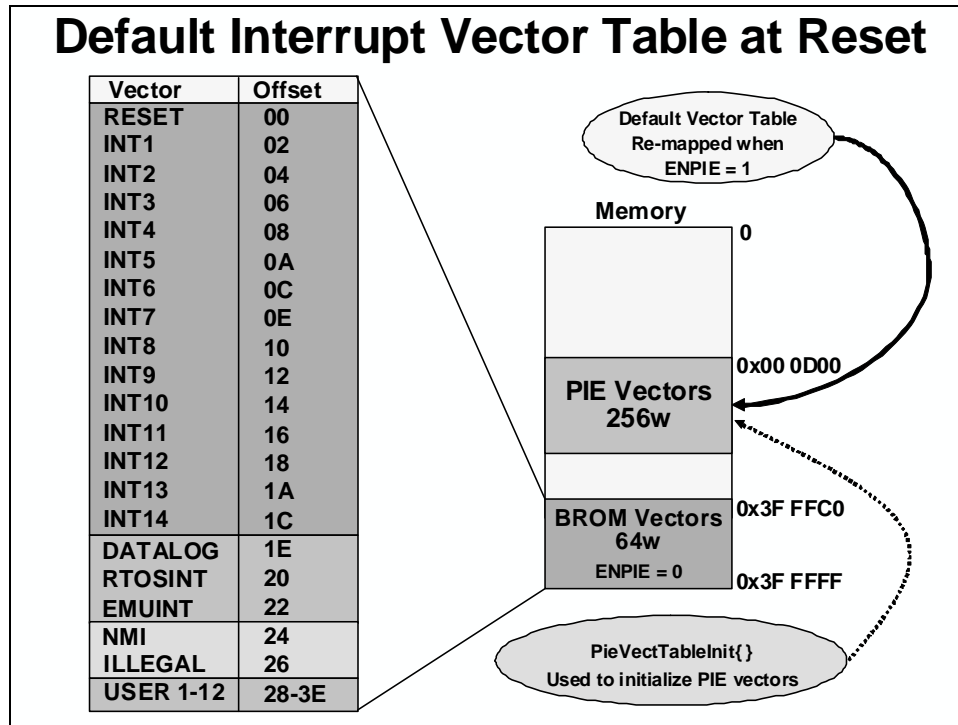 Default Interrupt Vector Table at Reset
Vector Offset
RESET 00
INT1 02
INT2 04
INT3 06
INT4 08
INT5 0A
INT6 0C
INT7 0E
INT8 10
INT9 12
INT10 14
INT11 16
INT12 18
INT13 1A
INT14 1C
DATALOG 1E
RTOSINT 20
EMUINT 22
NMI 24
ILLEGAL 26
USER 1-12 28-3E
Default Vector Table
Re-mapped when
ENPIE = 1
Memory
0
0x00 0D00
PIE Vectors
256w
0x3F FFC0
BROM Vectors
64w
ENPIE = 0
0x3F FFFF
PieVectTableInit{ }
Used to initialize PIE vectors